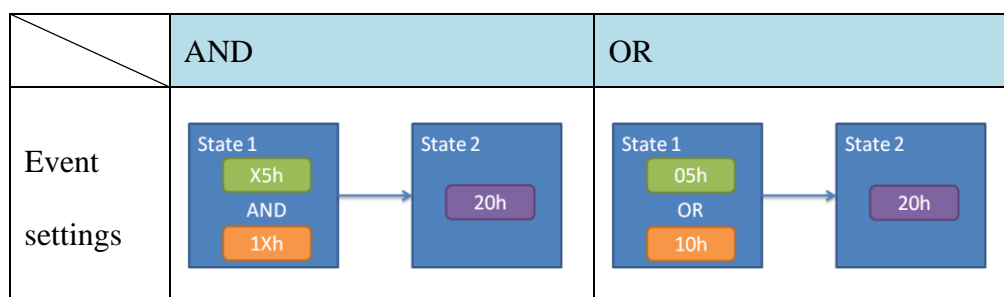 AND
OR
Event
settings
State 1
X5h
AND
1Xh
State 2
20h
State 1
05h
OR
10h
State 2
20h